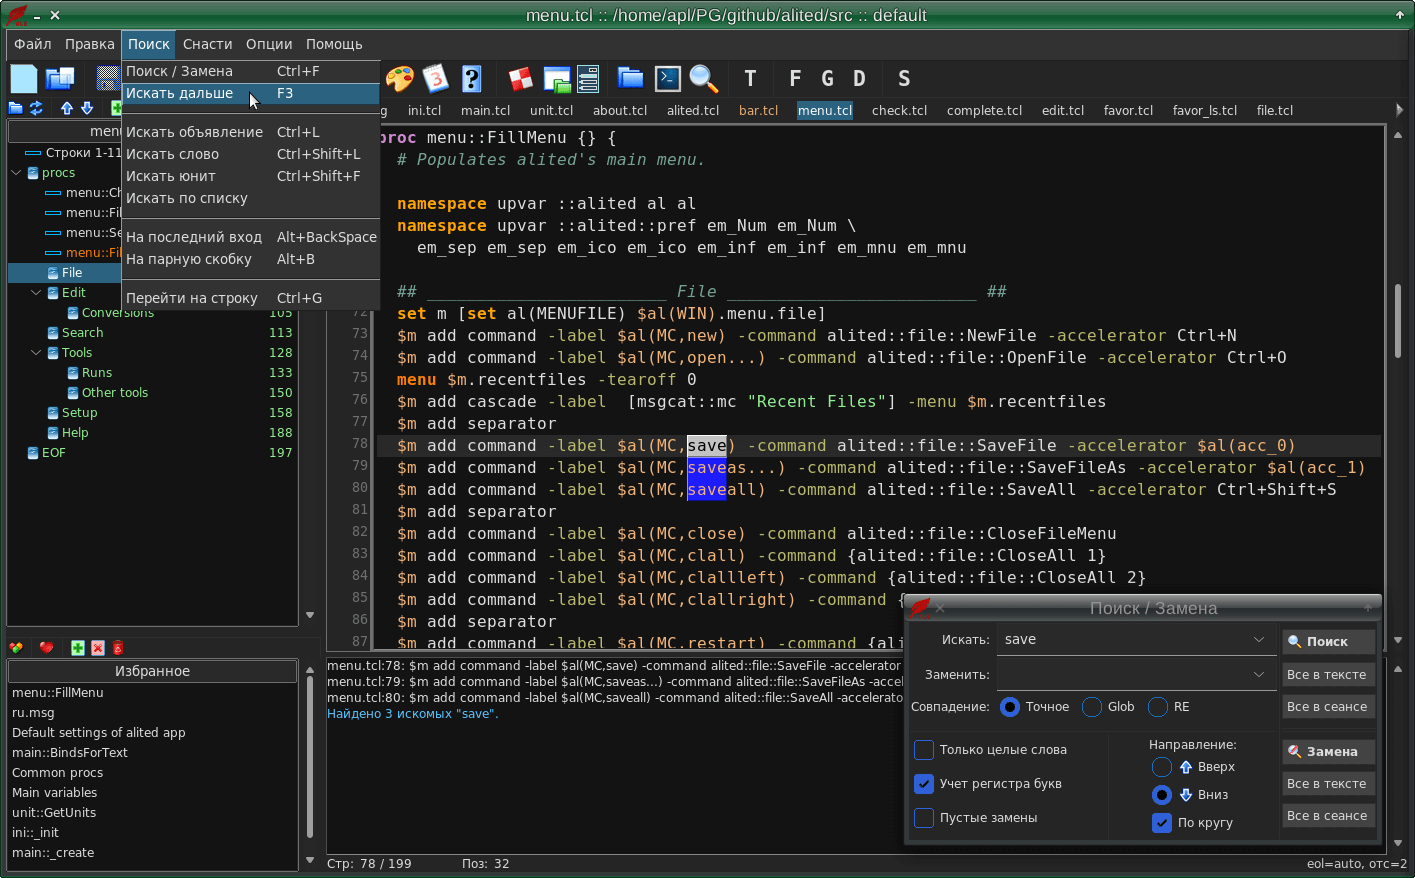 menu.tcl :: /home/apl/PG/github/alited/src :: default
Файл Правка Поиск Снасти Опции Помощь
Поиск / Замена Ctrl+F
Искать дальше F3
Искать объявление Ctrl+L
Искать слово Ctrl+Shift+L
Искать юнит Ctrl+Shift+F
Искать по списку
На последний вход Alt+BackSpace
На парную скобку Alt+B
Перейти на строку Ctrl+G
T F G D S
ini.tcl main.tcl unit.tcl about.tcl alited.tcl bar.tcl menu.tcl check.tcl complete.tcl edit.tcl favor.tcl favor_ls.tcl file.tcl
Строки 1-11
procs
menu::Ch
menu::Fil
menu::Se
menu::Fil
File
Edit
Conversions 105
Search 113
Tools 128
Runs 133
Other tools 150
Setup 158
Help 188
EOF 197
proc menu::FillMenu {} {
# Populates alited's main menu.
namespace upvar ::alited al al
namespace upvar ::alited::pref em_Num em_Num \
em_sep em_sep em_ico em_ico em_inf em_inf em_mnu em_mnu
## ________________________ File _________________________ ##
72 set m [set al(MENUFILE) $al(WIN).menu.file]
73 $m add command -label $al(MC,new) -command alited::file::NewFile -accelerator Ctrl+N
74 $m add command -label $al(MC,open...) -command alited::file::OpenFile -accelerator Ctrl+O
75 menu $m.recentfiles -tearoff 0
76 $m add cascade -label  [msgcat::mc "Recent Files"] -menu $m.recentfiles
77 $m add separator
78 $m add command -label $al(MC,save) -command alited::file::SaveFile -accelerator $al(acc_0)
79 $m add command -label $al(MC,saveas...) -command alited::file::SaveFileAs -accelerator $al(acc_1)
80 $m add command -label $al(MC,saveall) -command alited::file::SaveAll -accelerator Ctrl+Shift+S
81 $m add separator
82 $m add command -label $al(MC,close) -command alited::file::CloseFileMenu
83 $m add command -label $al(MC,clall) -command {alited::file::CloseAll 1}
84 $m add command -label $al(MC,clallleft) -command {alited::file::CloseAll 2}
85 $m add command -label $al(MC,clallright) -command {
86 $m add separator
87 $m add command -label $al(MC,restart) -command {ali
Избранное
menu::FillMenu
ru.msg
Default settings of alited app
main::BindsForText
Common procs
Main variables
unit::GetUnits
ini::_init
main::_create
menu.tcl:78: $m add command -label $al(MC,save) -command alited::file::SaveFile -accelerator
menu.tcl:79: $m add command -label $al(MC,saveas...) -command alited::file::SaveFileAs -acce
menu.tcl:80: $m add command -label $al(MC,saveall) -command alited::file::SaveAll -accelerato
Найдено 3 искомых "save".
Поиск / Замена
Искать: save Поиск
Заменить: Все в тексте
Совпадение: Точное Glob RE Все в сеансе
Только целые слова
Учет регистра букв
Пустые замены
Направление:
Вверх
Вниз
По кругу
Замена
Все в тексте
Все в сеансе
Стр: 78 / 199 Поз: 32 eol=auto, отс=2